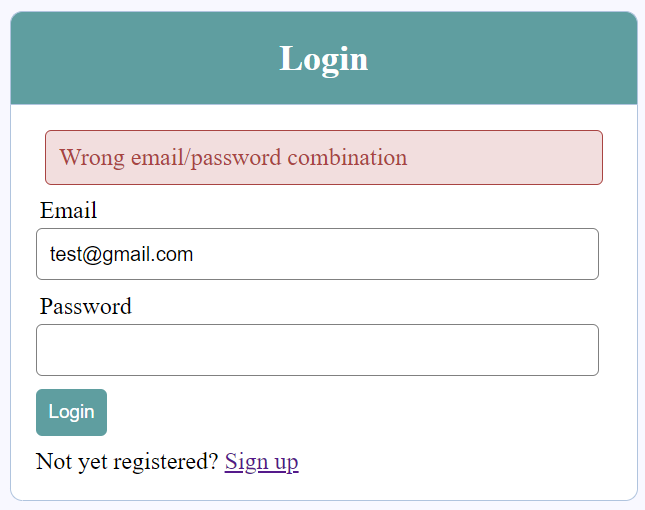 Login
Wrong email/password combination
Email
test@gmail.com
Password
Login
Not yet registered? Sign up